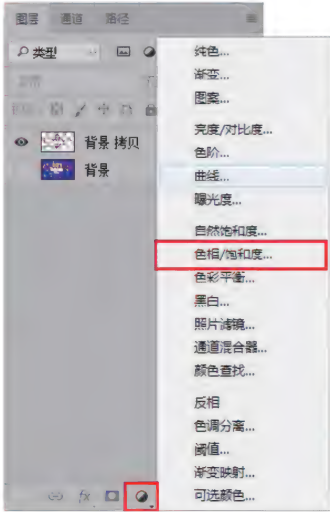 图层 通道 路径
类型
背景 拷贝
背景
fx
纯色...
渐变...
图案...
亮度/对比度...
色阶...
曲线...
曝光度...
自然饱和度...
色相/饱和度...
色彩平衡...
黑白...
照片滤镜...
通道混合器...
颜色查找...
反相
色调分离...
阈值...
渐变映射...
可选颜色...